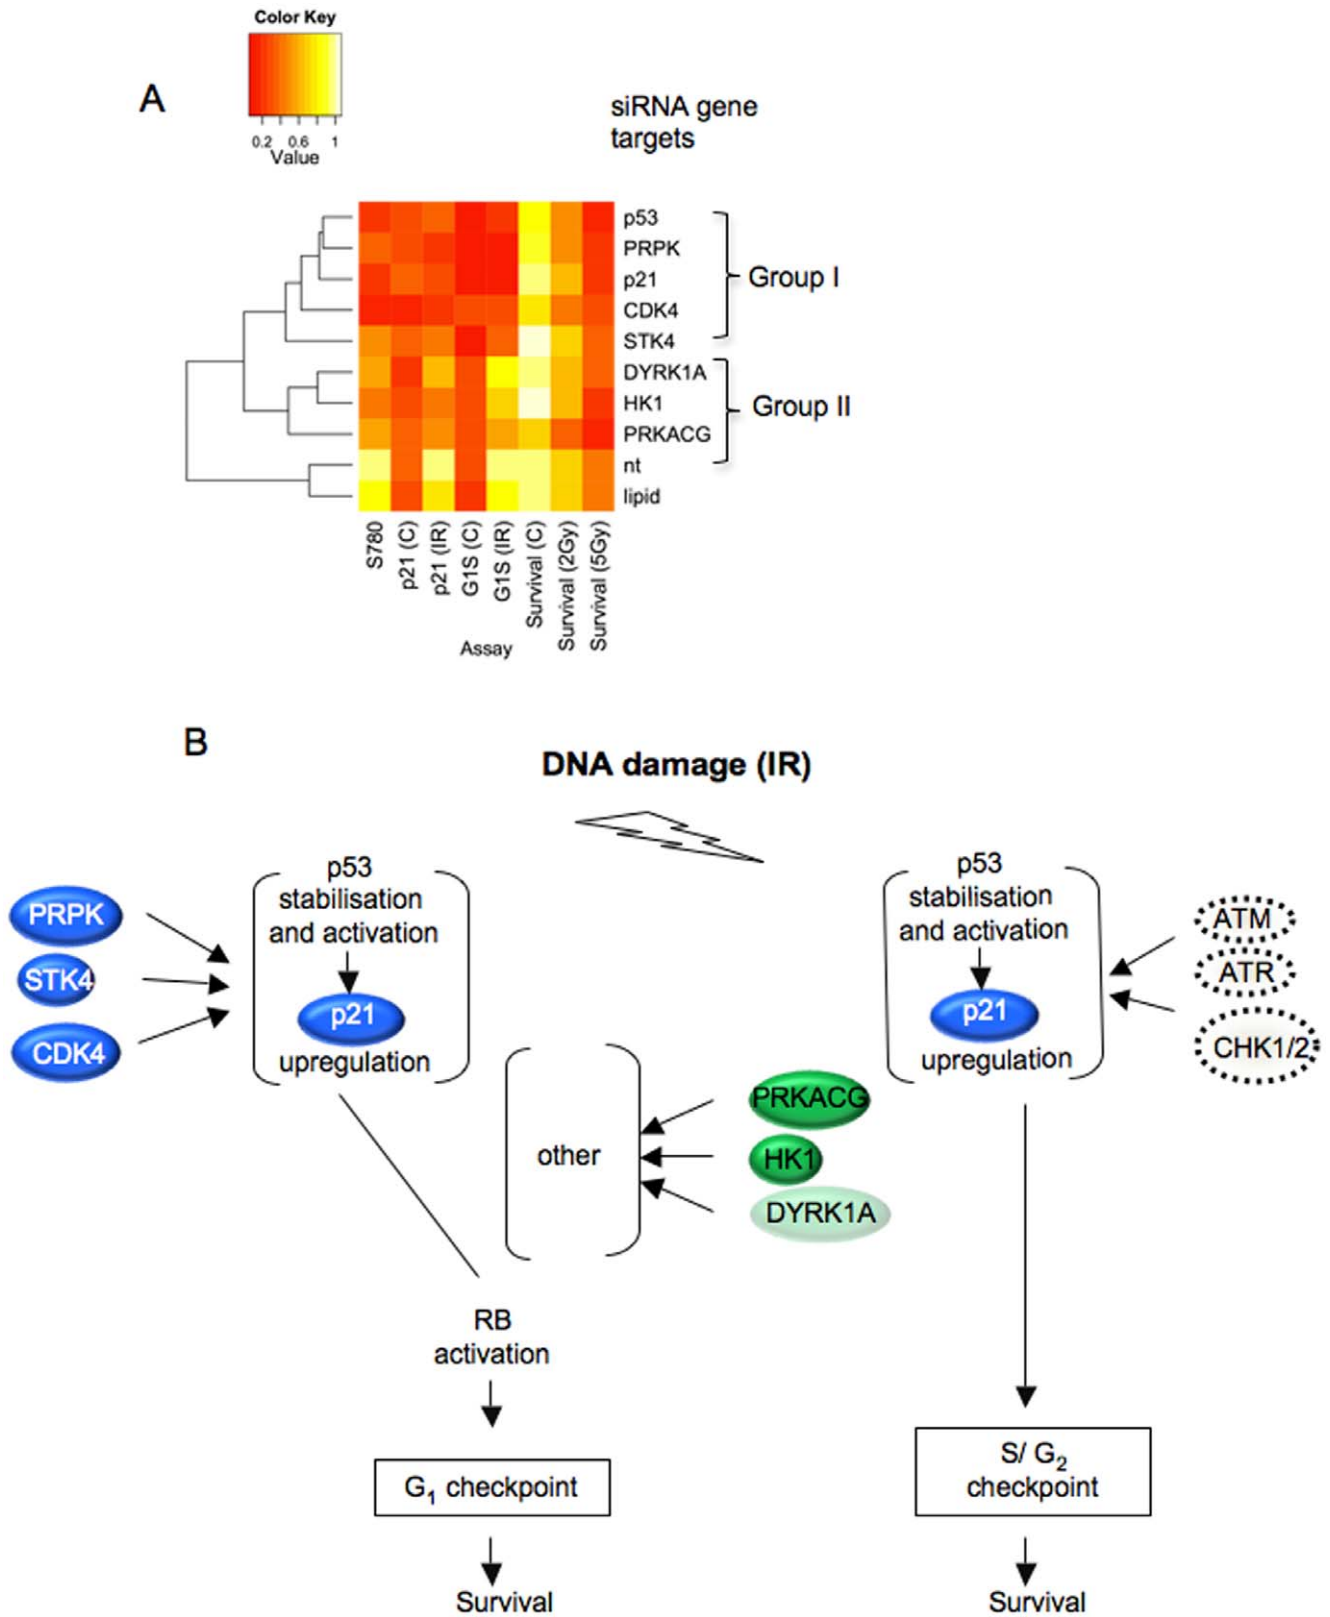 Color Key
A
0.2 0.6 1
Value
siRNA gene
targets
p53
PRPK
p21
CDK4
STK4
DYRK1A
HK1
PRKACG
nt
lipid
Group I
Group II
S780
p21 (C)
p21 (IR)
G1S (C)
G1S (IR)
Survival (C)
Survival (2Gy)
Survival (5Gy)
Assay
B
DNA damage (IR)
PRPK
STK4
CDK4
p53
stabilisation
and activation
p21
upregulation
p53
stabilisation
and activation
p21
upregulation
ATM
ATR
CHK1/2
other
PRKACG
HK1
DYRK1A
RB
activation
G1 checkpoint
Survival
S/ G2
checkpoint
Survival